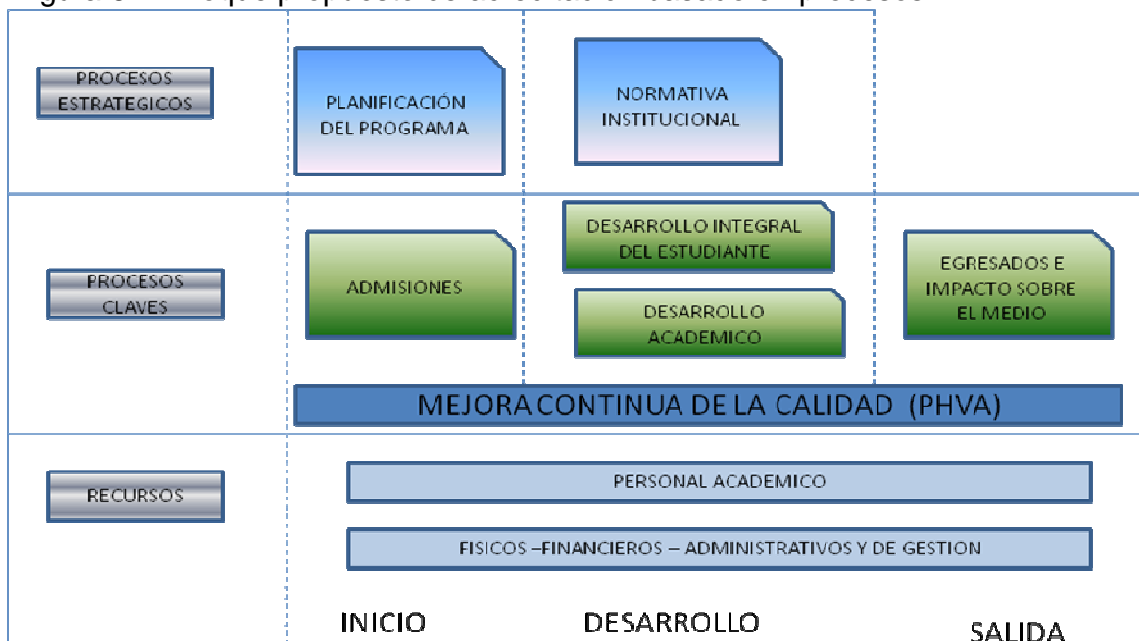 propuesto de
PROCESOS
ESTRATEGICOS
PLANIFICACIÓN
DEL PROGRAMA
NORMATIVA
INSTITUCIONAL
PROCESOS
CLAVES
ADMISIONES
DESARROLLO INTEGRAL
DEL ESTUDIANTE
DESARROLLO
ACADEMICO
EGRESADOS E
IMPACTO SOBRE
EL MEDIO
MEJORA CONTINUA DE LA CALIDAD (PHVA)
RECURSOS
PERSONAL ACADEMICO
FISICOS –FINANCIEROS – ADMINISTRATIVOS Y DE GESTION
INICIO DESARROLLO SALIDA